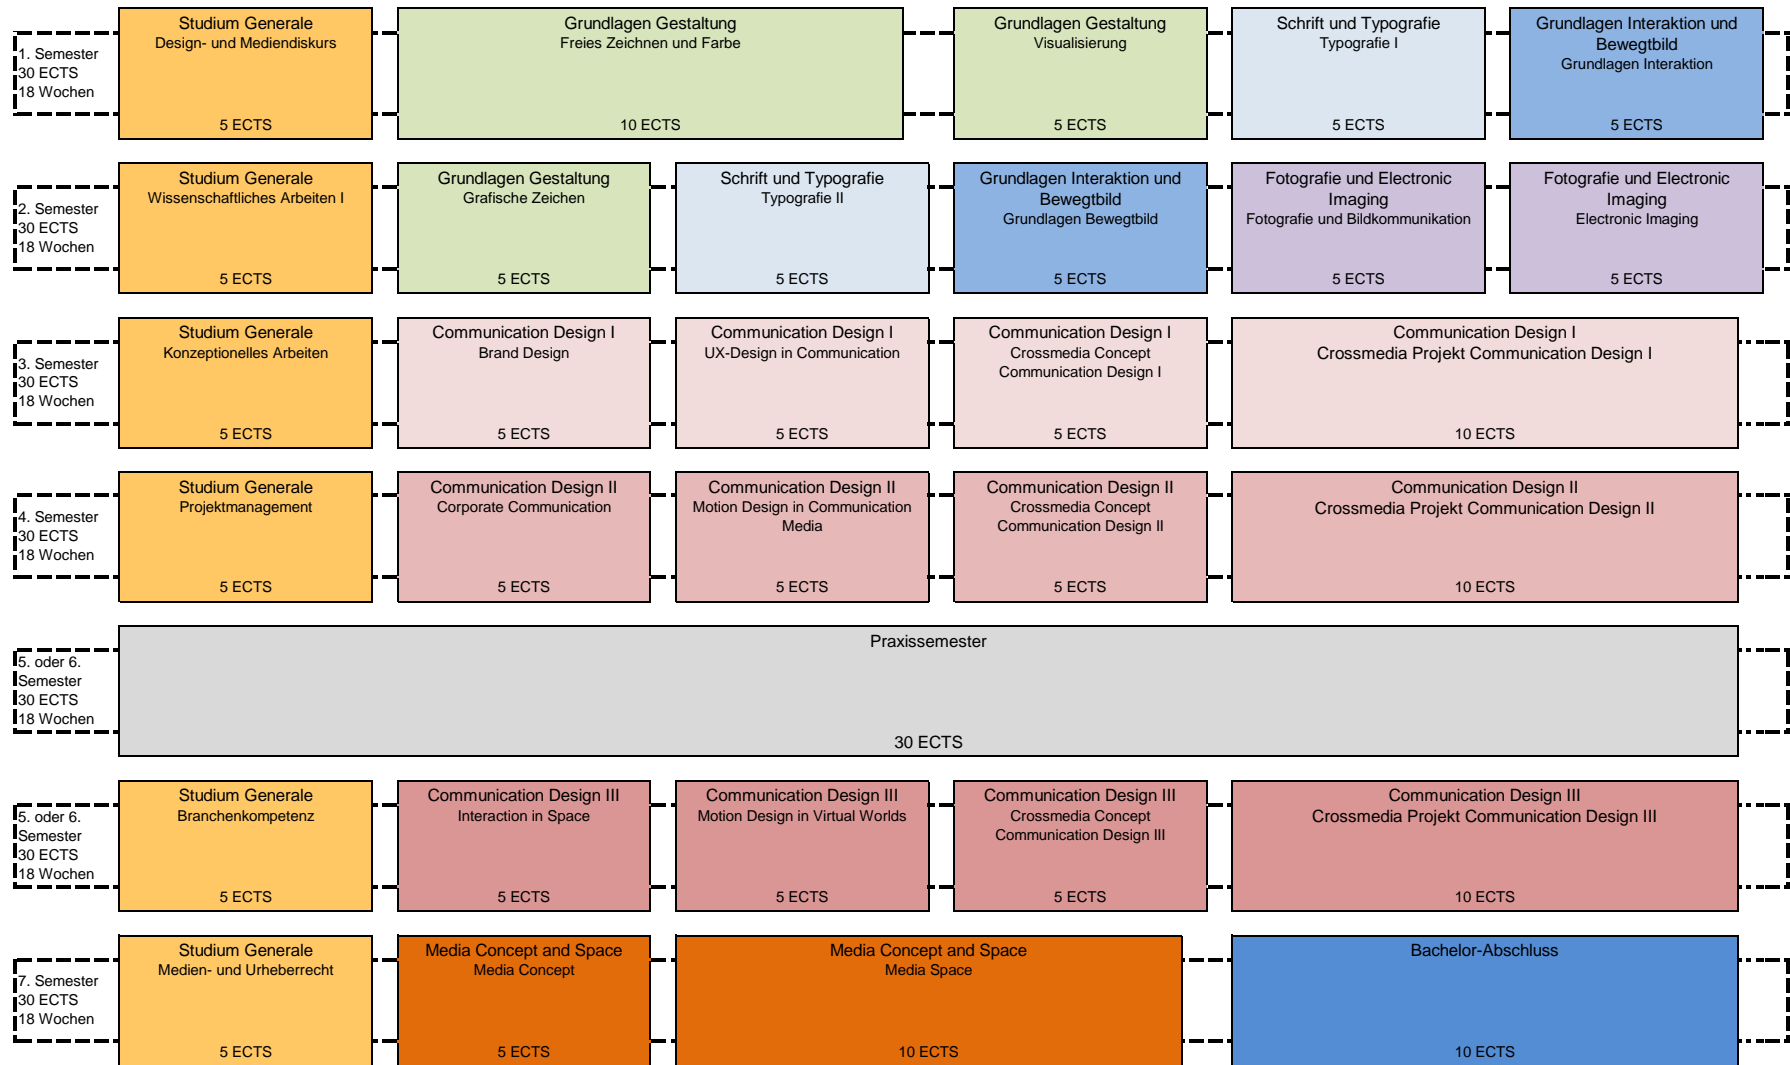 1. Semester
30 ECTS
18 Wochen
Studium Generale
Design- und Mediendiskurs
5 ECTS
Grundlagen Gestaltung
Freies Zeichnen und Farbe
10 ECTS
Grundlagen Gestaltung
Visualisierung
5 ECTS
Schrift und Typografie
Typografie I
5 ECTS
Grundlagen Interaktion und
Bewegtbild
Grundlagen Interaktion
5 ECTS
2. Semester
30 ECTS
18 Wochen
Studium Generale
Wissenschaftliches Arbeiten I
5 ECTS
Grundlagen Gestaltung
Grafische Zeichen
5 ECTS
Schrift und Typografie
Typografie II
5 ECTS
Grundlagen Interaktion und
Bewegtbild
Grundlagen Bewegtbild
5 ECTS
Fotografie und Electronic
Imaging
Fotografie und Bildkommunikation
5 ECTS
Fotografie und Electronic
Imaging
Electronic Imaging
5 ECTS
3. Semester
30 ECTS
18 Wochen
Studium Generale
Konzeptionelles Arbeiten
5 ECTS
Communication Design I
Brand Design
5 ECTS
Communication Design I
UX-Design in Communication
5 ECTS
Communication Design I
Crossmedia Concept
Communication Design I
5 ECTS
Communication Design I
Crossmedia Projekt Communication Design I
10 ECTS
4. Semester
30 ECTS
18 Wochen
Studium Generale
Projektmanagement
5 ECTS
Communication Design II
Corporate Communication
5 ECTS
Communication Design II
Motion Design in Communication
Media
5 ECTS
Communication Design II
Crossmedia Concept
Communication Design II
5 ECTS
Communication Design II
Crossmedia Projekt Communication Design II
10 ECTS
5. oder 6.
Semester
30 ECTS
18 Wochen
Praxissemester
30 ECTS
5. oder 6.
Semester
30 ECTS
18 Wochen
Studium Generale
Branchenkompetenz
5 ECTS
Communication Design III
Interaction in Space
5 ECTS
Communication Design III
Motion Design in Virtual Worlds
5 ECTS
Communication Design III
Crossmedia Concept
Communication Design III
5 ECTS
Communication Design III
Crossmedia Projekt Communication Design III
10 ECTS
7. Semester
30 ECTS
18 Wochen
Studium Generale
Medien- und Urheberrecht
5 ECTS
Media Concept and Space
Media Concept
5 ECTS
Media Concept and Space
Media Space
10 ECTS
Bachelor-Abschluss
10 ECTS